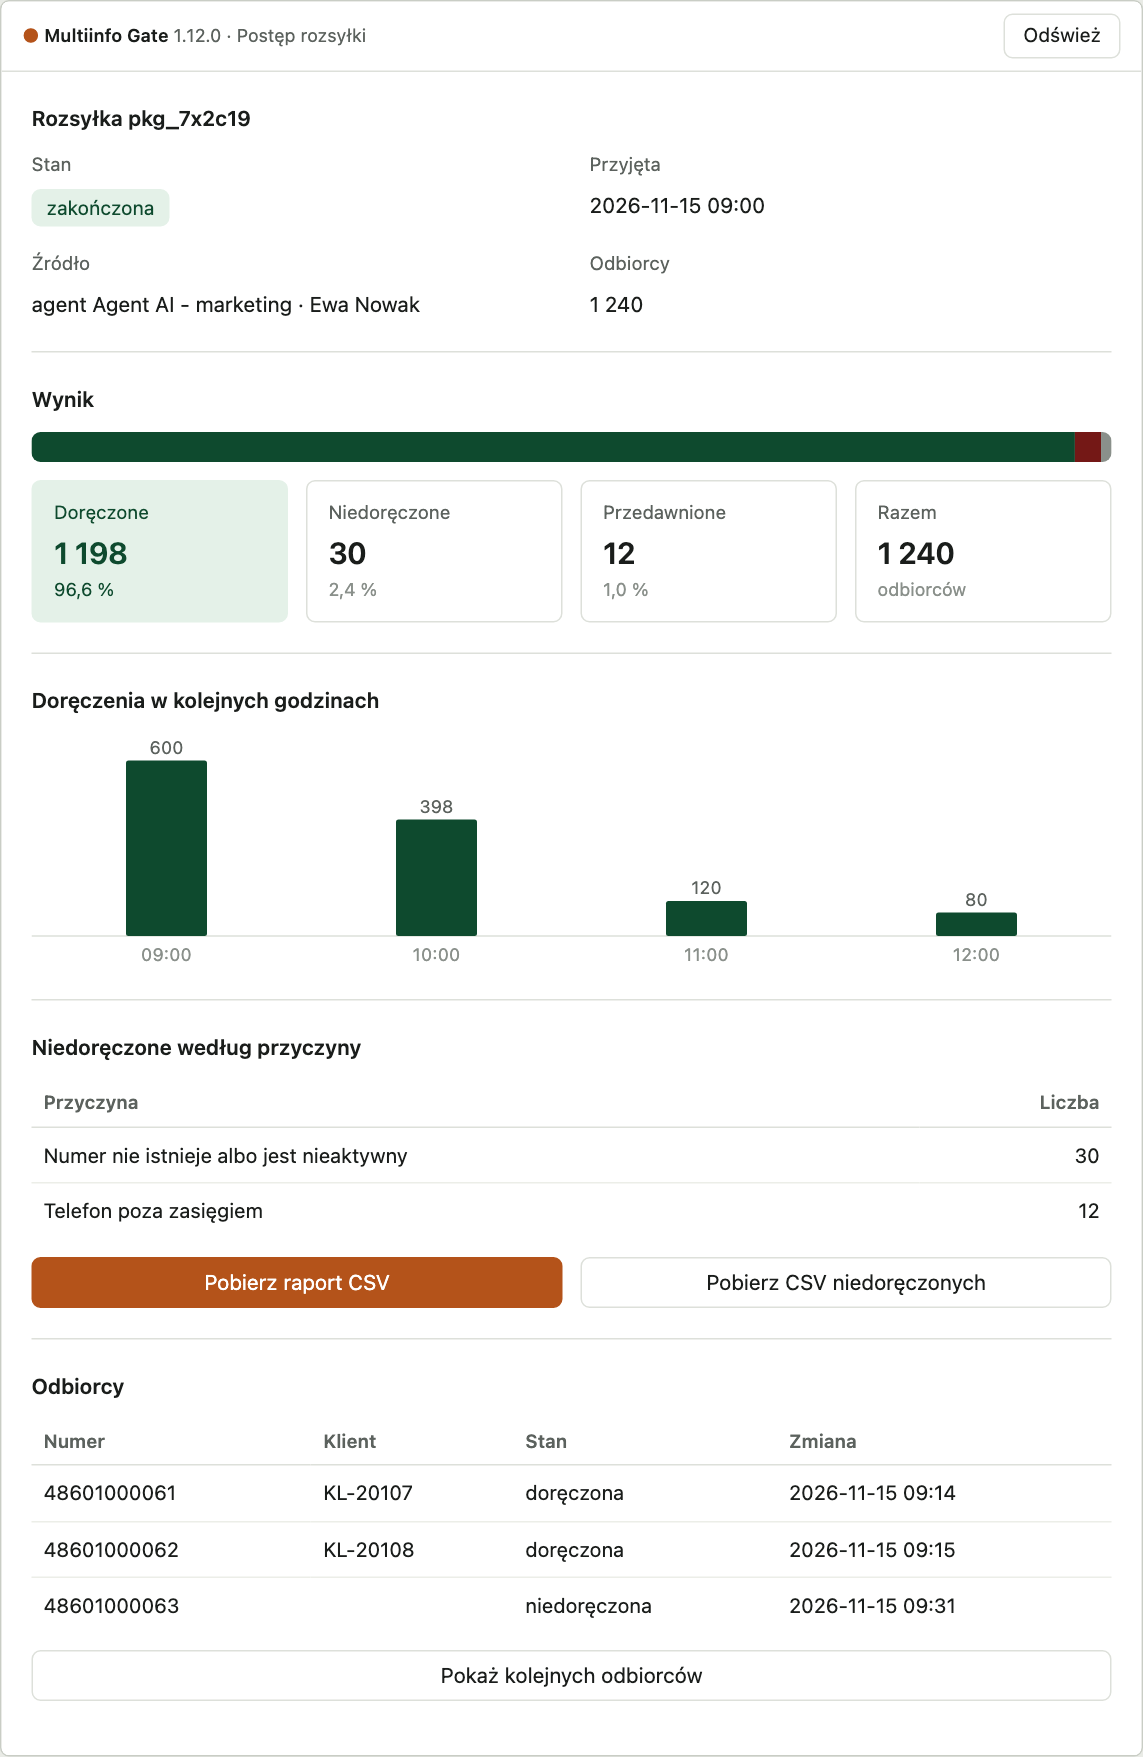 Multiinfo Gate 1.12.0 · Postęp rozsyłki
Odśwież
Rozsyłka pkg_7x2c19
Stan
Przyjęta
zakończona
2026-11-15 09:00
Źródło
Odbiorcy
agent Agent AI - marketing · Ewa Nowak
1 240
Wynik
Doręczone
Niedoręczone
Przedawnione
Razem
1 198
30
12
1 240
96,6 %
2,4 %
1,0 %
odbiorców
Doręczenia w kolejnych godzinach
600
398
120
80
09:00
10:00
11:00
12:00
Niedoręczone według przyczyny
Przyczyna
Liczba
Numer nie istnieje albo jest nieaktywny
30
Telefon poza zasięgiem
12
Pobierz raport CSV
Pobierz CSV niedoręczonych
Odbiorcy
Numer Klient Stan Zmiana
48601000061 KL-20107 doręczona 2026-11-15 09:14
48601000062 KL-20108 doręczona 2026-11-15 09:15
48601000063 niedoręczona 2026-11-15 09:31
Pokaż kolejnych odbiorców